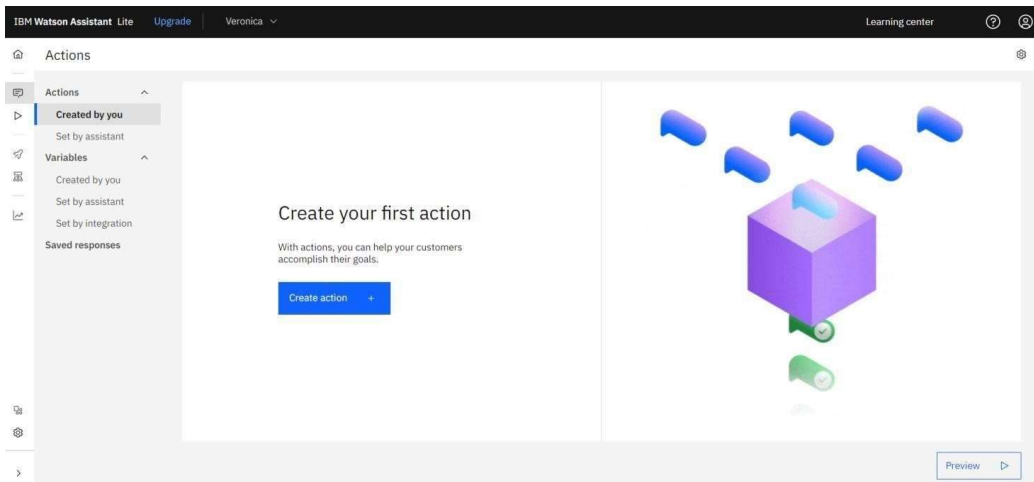 IBM Watson Assistant Lite Upgrade Veronica Learning center
Actions
Actions
Created by you
Set by assistant
Variables
Created by you
Set by assistant
Set by integration
Saved responses
Create your first action
With actions, you can help your customers
accomplish their goals.
Create action +
Preview